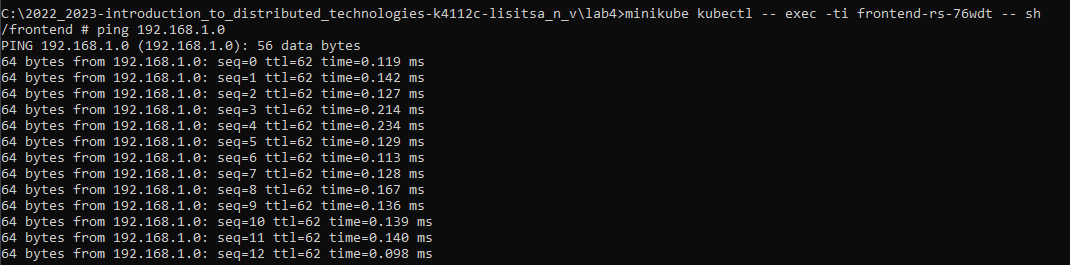 C:\2022_2023-introduction_to_distributed_technologies-k4112c-lisitsa_n_v\lab4>minikube kubectl -- exec -ti frontend-rs-76wdt -- sh
/frontend # ping 192.168.1.0
PING 192.168.1.0 (192.168.1.0): 56 data bytes
64 bytes from 192.168.1.0: seq=0 ttl=62 time=0.119 ms
64 bytes from 192.168.1.0: seq=1 ttl=62 time=0.142 ms
64 bytes from 192.168.1.0: seq=2 ttl=62 time=0.127 ms
64 bytes from 192.168.1.0: seq=3 ttl=62 time=0.214 ms
64 bytes from 192.168.1.0: seq=4 ttl=62 time=0.234 ms
64 bytes from 192.168.1.0: seq=5 ttl=62 time=0.129 ms
64 bytes from 192.168.1.0: seq=6 ttl=62 time=0.113 ms
64 bytes from 192.168.1.0: seq=7 ttl=62 time=0.128 ms
64 bytes from 192.168.1.0: seq=8 ttl=62 time=0.167 ms
64 bytes from 192.168.1.0: seq=9 ttl=62 time=0.136 ms
64 bytes from 192.168.1.0: seq=10 ttl=62 time=0.139 ms
64 bytes from 192.168.1.0: seq=11 ttl=62 time=0.140 ms
64 bytes from 192.168.1.0: seq=12 ttl=62 time=0.098 ms